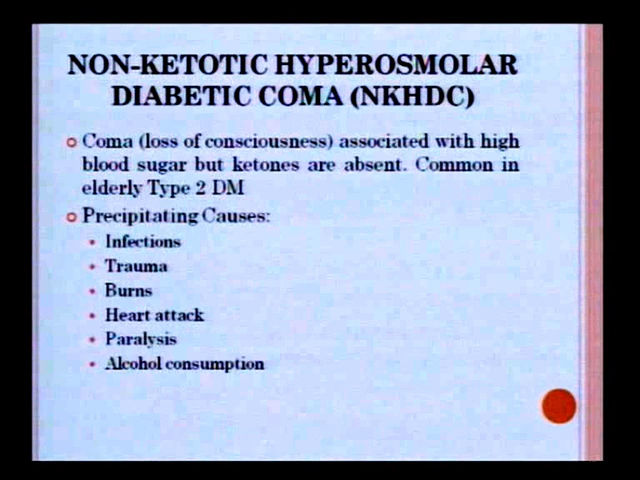 NON-KETOTIC HYPEROSMOLAR
DIABETIC COMA (NKHDC)
Coma (loss of consciousness) associated with high
blood sugar but ketones are absent. Common in
elderly Type 2 DM
Precipitating Causes:
Infections
Trauma
Burns
Heart attack
Paralysis
Alcohol consumption